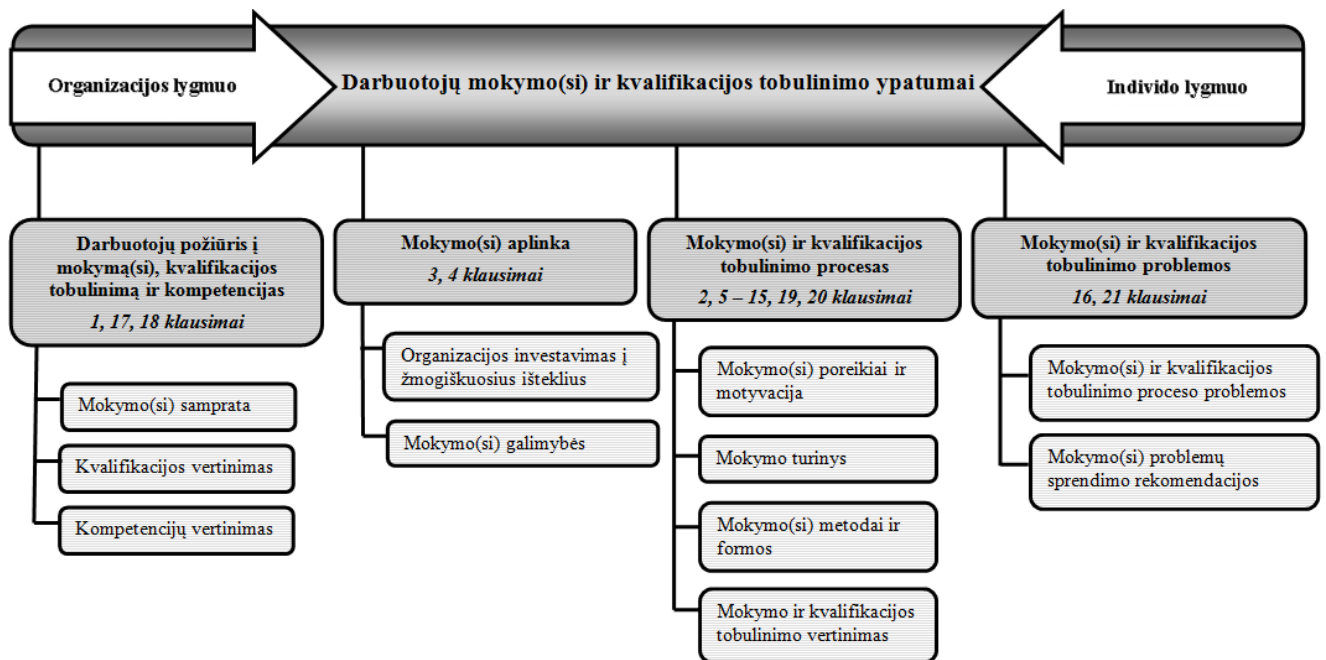 Organizacijos lygmuo
Darbuotojų mokymo(si) ir kvalifikacijos tobulinimo ypatumai
Individo lygmuo
Darbuotojų požiūris į
mokymą(si), kvalifikacijos
tobulinimą ir kompetencijas
1, 17, 18 klausimai
Mokymo(si) samprata
Kvalifikacijos vertinimas
Kompetencijų vertinimas
Mokymo(si) aplinka
3, 4 klausimai
Organizacijos investavimas į
žmogiškuosius išteklius
Mokymo(si) galimybės
Mokymo(si) ir kvalifikacijos
tobulinimo procesas
2, 5 – 15, 19, 20 klausimai
Mokymo(si) poreikiai ir
motyvacija
Mokymo turinys
Mokymo(si) metodai ir
formos
Mokymo ir kvalifikacijos
tobulinimo vertinimas
Mokymo(si) ir kvalifikacijos
tobulinimo problemos
16, 21 klausimai
Mokymo(si) ir kvalifikacijos
tobulinimo proceso problemos
Mokymo(si) problemų
sprendimo rekomendacijos